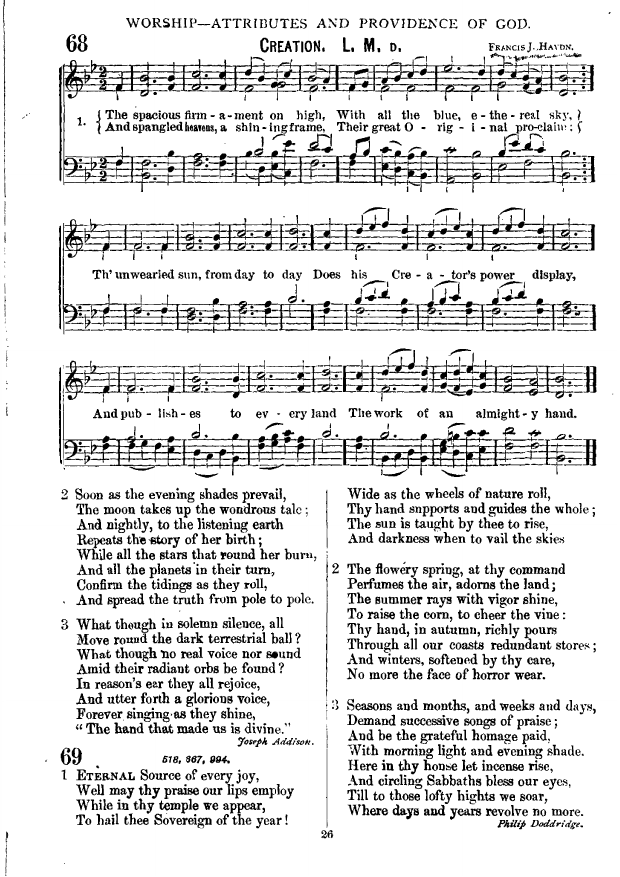 WORSHIP—ATTRIBUTES AND PROVIDENCE OF GOD.
68
CREATION. L. M. D.
FRANCIS J. HAYDN.
1. { The spacious firm - a - ment on high, With all the blue, e - the - real sky, }
{ And spangled heavens, a shin - ing frame, Their great O - rig - i - nal pro - claim: {
Th' unwearied sun, from day to day Does his Cre - a - tor's power display,
And pub - lish - es to ev - ery land The work of an almight - y hand.
2 Soon as the evening shades prevail,
The moon takes up the wondrous tale;
And nightly, to the listening earth
Repeats the story of her birth;
While all the stars that round her burn,
And all the planets in their turn,
Confirm the tidings as they roll,
And spread the truth from pole to pole.
3 What though in solemn silence, all
Move round the dark terrestrial ball?
What though no real voice nor sound
Amid their radiant orbs be found?
In reason's ear they all rejoice,
And utter forth a glorious voice,
Forever singing as they shine,
"The hand that made us is divine."
Joseph Addison.
69
518, 367, 994.
1 ETERNAL Source of every joy,
Well may thy praise our lips employ
While in thy temple we appear,
To hail thee Sovereign of the year!
Wide as the wheels of nature roll,
Thy hand supports and guides the whole;
The sun is taught by thee to rise,
And darkness when to vail the skies
2 The flowery spring, at thy command
Perfumes the air, adorns the land;
The summer rays with vigor shine,
To raise the corn, to cheer the vine:
Thy hand, in autumn, richly pours
Through all our coasts redundant stores;
And winters, softened by thy care,
No more the face of horror wear.
3 Seasons and months, and weeks and days,
Demand successive songs of praise;
And be the grateful homage paid,
With morning light and evening shade.
Here in thy house let incense rise,
And circling Sabbaths bless our eyes,
Till to those lofty hights we soar,
Where days and years revolve no more.
Philip Doddridge.
26